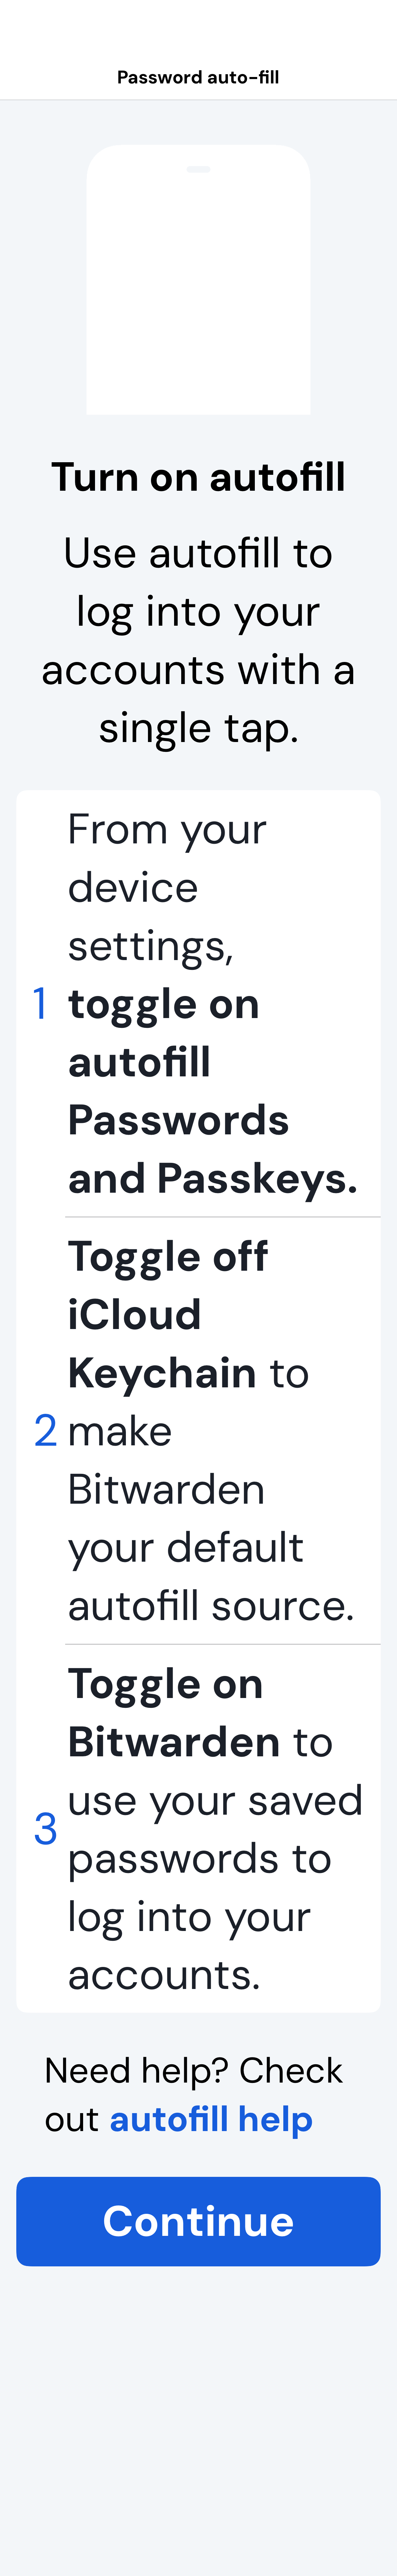 Password auto-fill
Turn on autofill
Use autofill to
log into your
accounts with a
single tap.
1
From your
device
settings,
toggle on
autofill
Passwords
and Passkeys.
2
Toggle off
iCloud
Keychain to
make
Bitwarden
your default
autofill source.
3
Toggle on
Bitwarden to
use your saved
passwords to
log into your
accounts.
Need help? Check
out autofill help
Continue